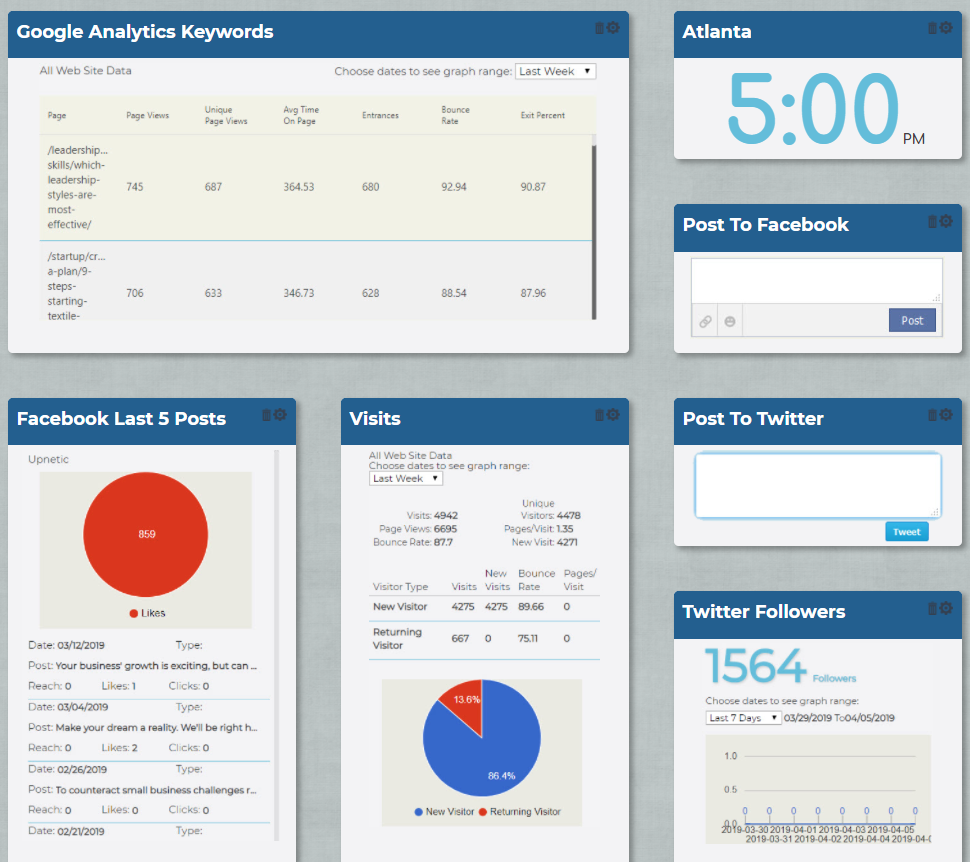 Google Analytics Keywords
All Web Site Data
Choose dates to see graph range: Last Week
Page Page Views Unique Page Views Avg Time On Page Entrances Bounce Rate Exit Percent
/leadership...
skills/which-
leadership-
styles-are-
most-
effective/
745 687 364.53 680 92.94 90.87
/startup/cr...
a-plan/9-
steps-
starting-
textile-
706 633 346.73 628 88.54 87.96
Atlanta
5:00 PM
Post To Facebook
Post
Facebook Last 5 Posts
Upnetic
859
Likes
Date: 03/12/2019 Type:
Post: Your business' growth is exciting, but can ...
Reach: 0 Likes: 1 Clicks: 0
Date: 03/04/2019 Type:
Post: Make your dream a reality. We'll be right h...
Reach: 0 Likes: 2 Clicks: 0
Date: 02/26/2019 Type:
Post: To counteract small business challenges r...
Reach: 0 Likes: 0 Clicks: 0
Date: 02/21/2019 Type:
Visits
All Web Site Data
Choose dates to see graph range:
Last Week
Visits: 4942
Page Views: 6695
Bounce Rate: 87.7
Unique
Visitors: 4478
Pages/Visit: 1.35
New Visit: 4271
Visitor Type Visits New Visits Bounce Rate Pages/ Visit
New Visitor 4275 4275 89.66 0
Returning Visitor 667 0 75.11 0
13.6%
86.4%
New Visitor Returning Visitor
Post To Twitter
Tweet
Twitter Followers
1564 Followers
Choose dates to see graph range:
Last 7 Days 03/29/2019 To04/05/2019
1.0
0.5
0 0 0 0 0 0 0 0
0.0
2019-03-30 2019-04-01 2019-04-03 2019-04-05
2019-03-31 2019-04-02 2019-04-04 2019-04-0